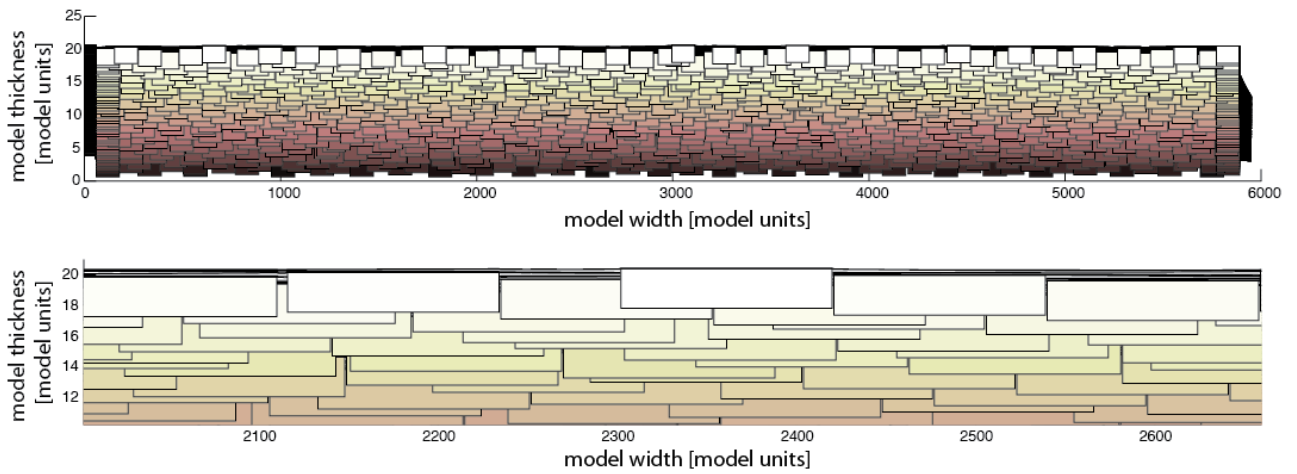 25
20
15
10
5
0
model thickness
[model units]
0 1000 2000 3000 4000 5000 6000
model width [model units]
20
18
16
14
12
model thickness
[model units]
2100 2200 2300 2400 2500 2600
model width [model units]